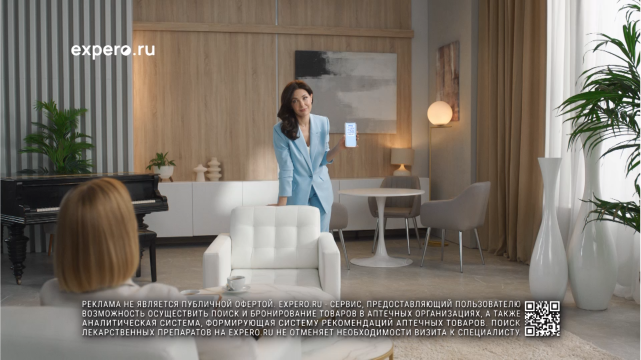 expero.ru
РЕКЛАМА НЕ ЯВЛЯЕТСЯ ПУБЛИЧНОЙ ОФЕРТОЙ. EXPERO.RU - СЕРВИС, ПРЕДОСТАВЛЯЮЩИЙ ПОЛЬЗОВАТЕЛЮ
ВОЗМОЖНОСТЬ ОСУЩЕСТВИТЬ ПОИСК И БРОНИРОВАНИЕ ТОВАРОВ В АПТЕЧНЫХ ОРГАНИЗАЦИЯХ, А ТАКЖЕ
АНАЛИТИЧЕСКАЯ СИСТЕМА, ФОРМИРУЮЩАЯ СИСТЕМУ РЕКОМЕНДАЦИЙ АПТЕЧНЫХ ТОВАРОВ. ПОИСК
ЛЕКАРСТВЕННЫХ ПРЕПАРАТОВ НА EXPERO.RU НЕ ОТМЕНЯЕТ НЕОБХОДИМОСТИ ВИЗИТА К СПЕЦИАЛИСТУ